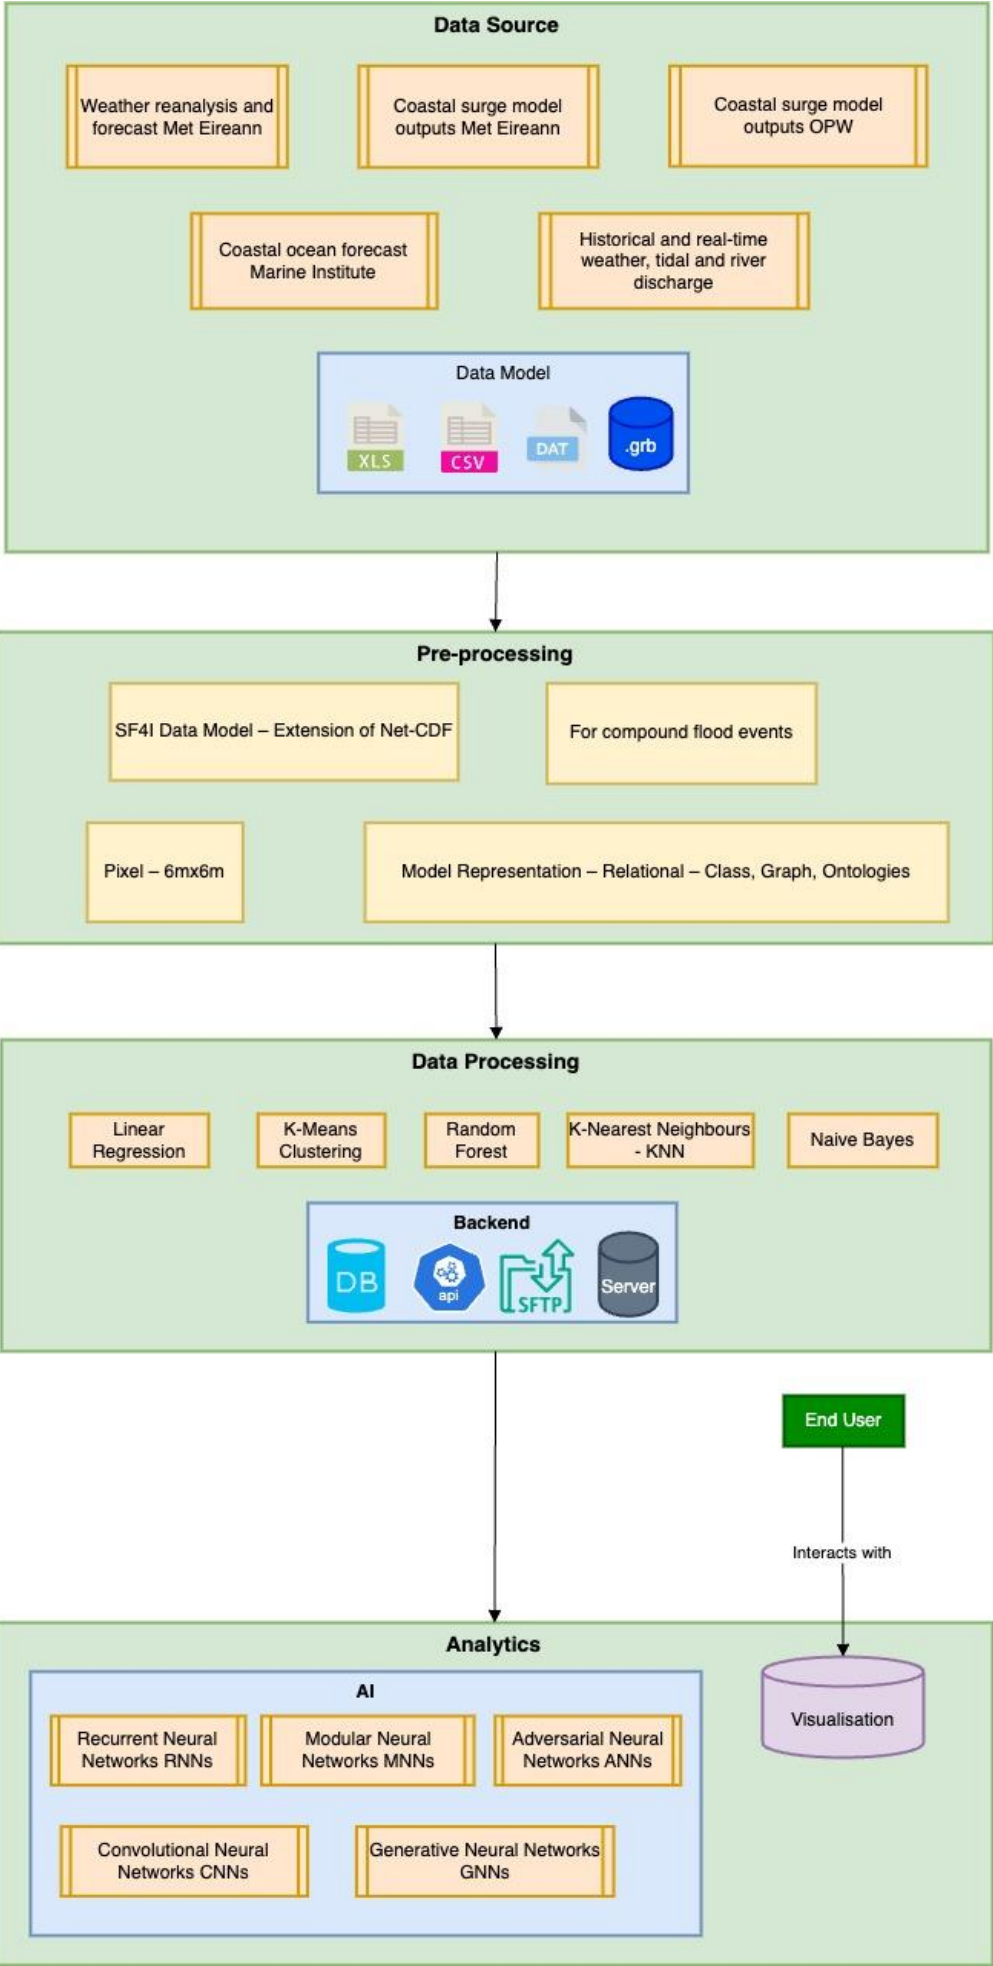 Data Source
Weather reanalysis and
forecast Met Eireann
Coastal surge model
outputs Met Eireann
Coastal surge model
outputs OPW
Coastal ocean forecast
Marine Institute
Historical and real-time
weather, tidal and river
discharge
Data Model
XLS
CSV
DAT
.grb
Pre-processing
SF4I Data Model – Extension of Net-CDF
For compound flood events
Pixel – 6mx6m
Model Representation – Relational – Class, Graph, Ontologies
Data Processing
Linear
Regression
K-Means
Clustering
Random
Forest
K-Nearest Neighbours
- KNN
Naive Bayes
Backend
DB
api
SFTP
Server
End User
Interacts with
Analytics
AI
Recurrent Neural
Networks RNNs
Modular Neural
Networks MNNs
Adversarial Neural
Networks ANNs
Visualisation
Convolutional Neural
Networks CNNs
Generative Neural Networks
GNNs